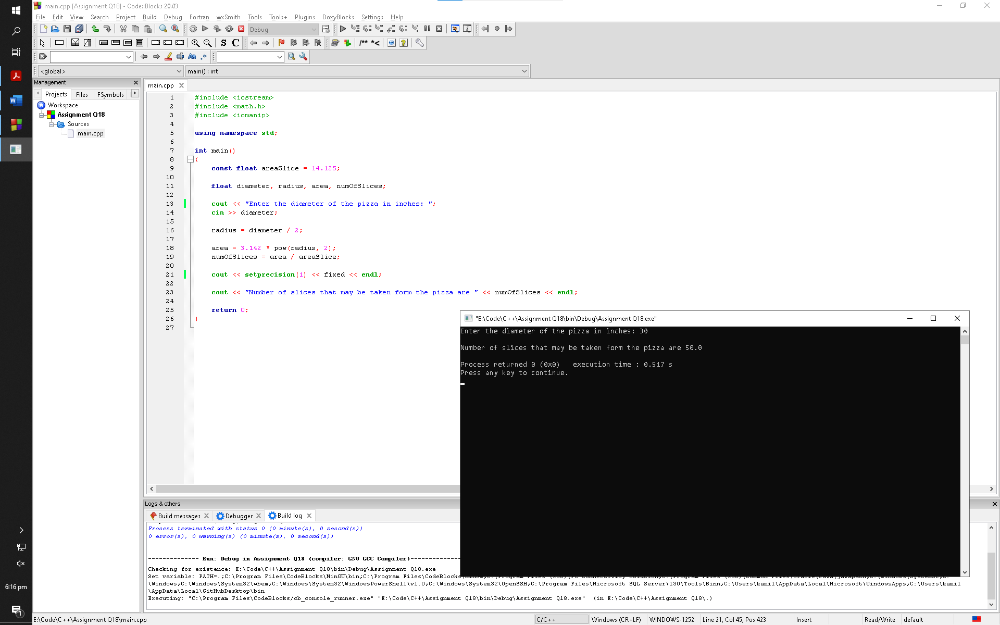 main.cpp [Assignment Q18] - Code::Blocks 20.03
File Edit View Search Project Build Debug Fortran wxSmith Tools Tools+ Plugins DoxyBlocks Settings Help
Debug
S C /** *<
Aa .*
<global> main() : int
Management
Projects Files FSymbols
Workspace
Assignment Q18
Sources
main.cpp
main.cpp
1 #include <iostream>
2 #include <math.h>
3 #include <iomanip>
4
5 using namespace std;
6
7 int main()
8 {
9 const float areaSlice = 14.125;
10
11 float diameter, radius, area, numOfSlices;
12
13 cout << "Enter the diameter of the pizza in inches: ";
14 cin >> diameter;
15
16 radius = diameter / 2;
17
18 area = 3.142 * pow(radius, 2);
19 numOfSlices = area / areaSlice;
20
21 cout << setprecision(1) << fixed << endl;
22
23 cout << "Number of slices that may be taken form the pizza are " << numOfSlices << endl;
24
25 return 0;
26 }
27
"E:\Code\C++\Assignment Q18\bin\Debug\Assignment Q18.exe"
Enter the diameter of the pizza in inches: 30
Number of slices that may be taken form the pizza are 50.0
Process returned 0 (0x0) execution time : 0.517 s
Press any key to continue.
Logs & others
Build messages Debugger Build log
Process terminated with status 0 (0 minute(s), 0 second(s))
0 error(s), 0 warning(s) (0 minute(s), 0 second(s))
-------------- Run: Debug in Assignment Q18 (compiler: GNU GCC Compiler)---------------
Checking for existence: E:\Code\C++\Assignment Q18\bin\Debug\Assignment Q18.exe
Set variable: PATH=.;C:\Program Files\CodeBlocks\MinGW\bin;C:\Program Files\CodeBlocks
\Windows;C:\Windows\System32\wbem;C:\Windows\System32\WindowsPowerShell\v1.0;C:\Windows\System32\OpenSSH;C:\Program Files\Microsoft SQL Server\130\Tools\Binn;C:\Users\kamil\AppData\Local\Microsoft\WindowsApps;C:\Users\kamil
\AppData\Local\GitHubDesktop\bin
Executing: "C:\Program Files\CodeBlocks/cb_console_runner.exe" "E:\Code\C++\Assignment Q18\bin\Debug\Assignment Q18.exe" (in E:\Code\C++\Assignment Q18\.)
6:16 pm
1
E:\Code\C++\Assignment Q18\main.cpp C/C++ Windows (CR+LF) WINDOWS-1252 Line 21, Col 45, Pos 423 Insert Read/Write default